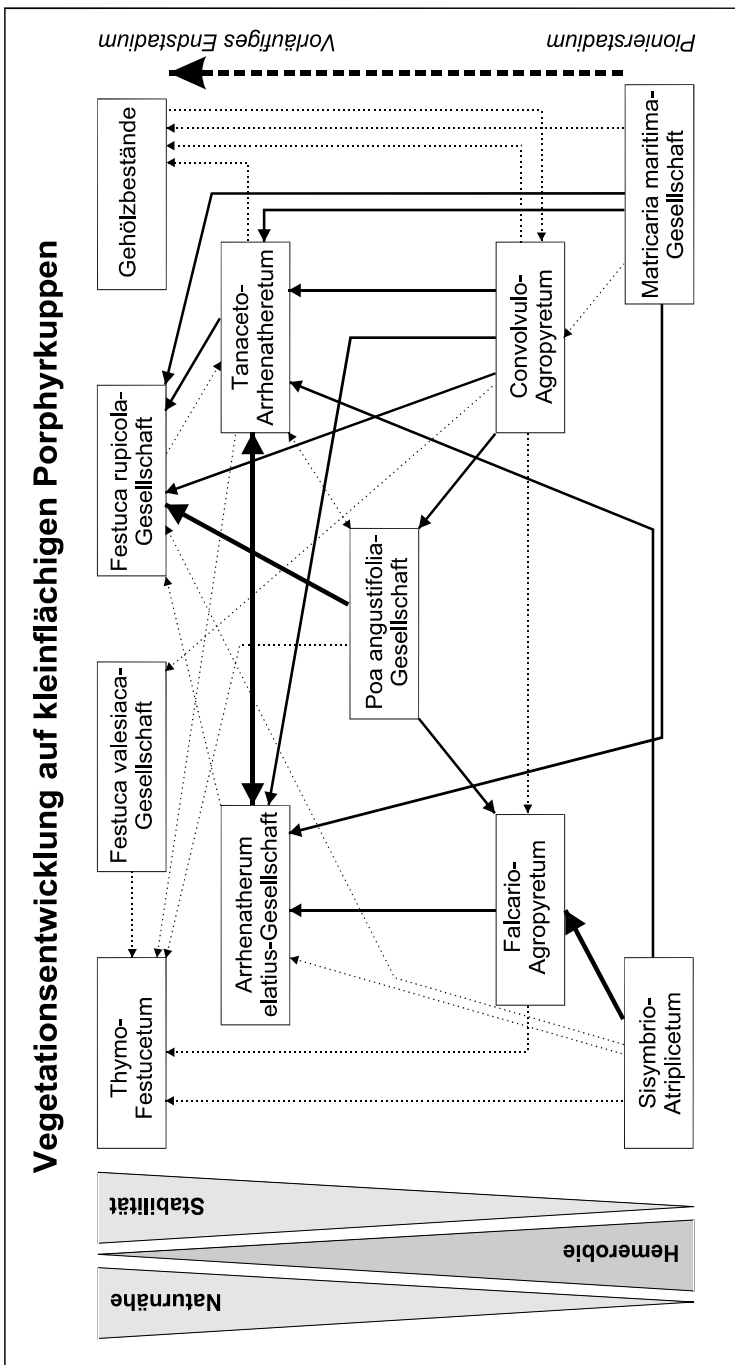 Vegetationsentwicklung auf kleinflächigen Porphyrkuppen
Naturnähe
Hemerobie
Stabilität
Thymo-
Festucetum
Festuca valesiaca-
Gesellschaft
Festuca rupicola-
Gesellschaft
Gehölzbestände
Vorläufiges Endstadium
Arrhenatherum
elatius-Gesellschaft
Tanaceto-
Arrhenatheretum
Poa angustifolia-
Gesellschaft
Falcario-
Agropyretum
Convolvulo-
Agropyretum
Sisymbrio-
Atriplicetum
Matricaria maritima-
Gesellschaft
Pionierstadium